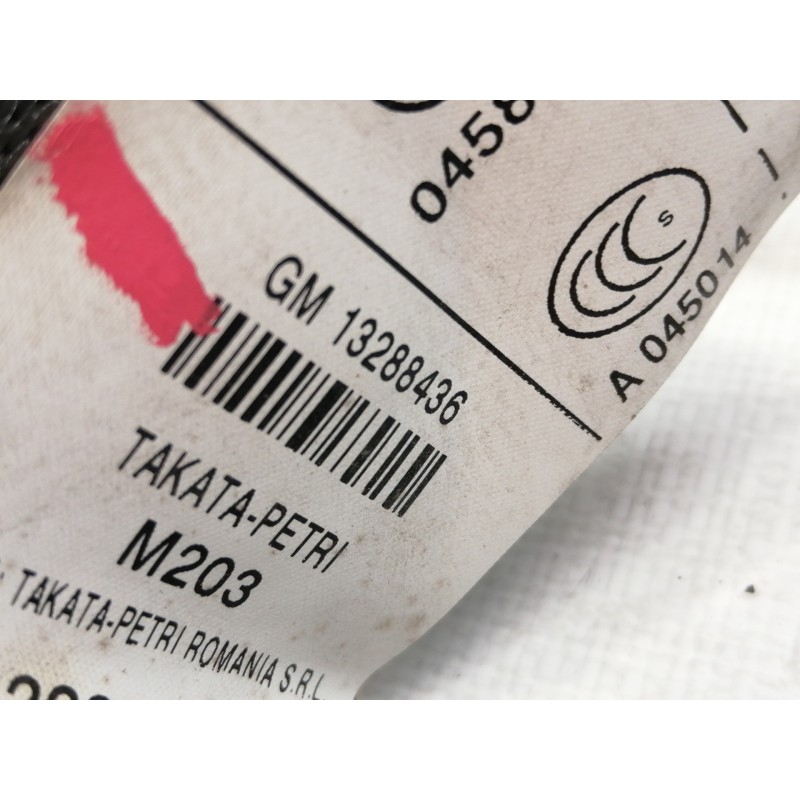 0458
S
A 045014
GM 13288436
TAKATA-PETRI
M203
TAKATA-PETRI ROMANIA S.R.L.